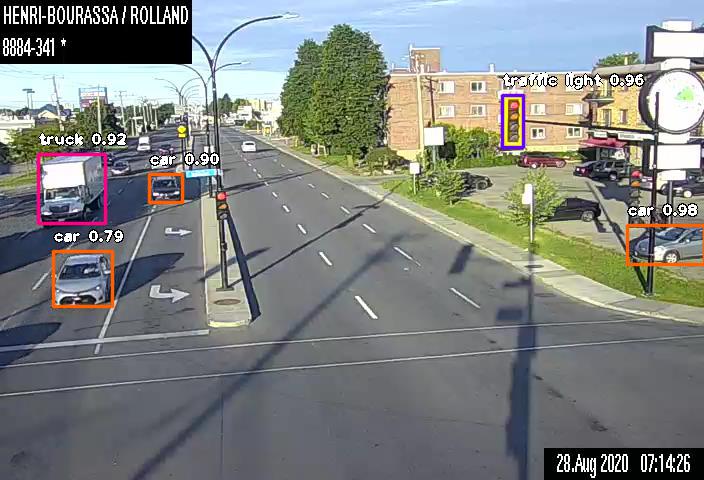 HENRI-BOURASSA / ROLLAND
8884-341 *
traffic light 0.96
truck 0.92
car 0.90
car 0.98
car 0.79
28.Aug 2020 07:14:26